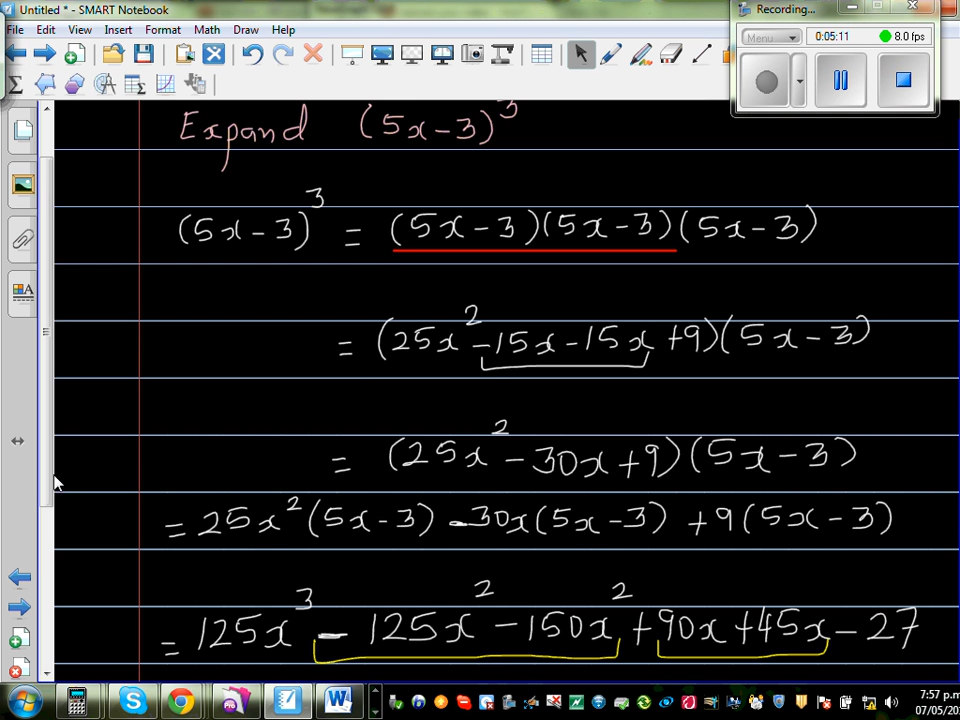 Untitled * - SMART Notebook
Recording...
File Edit View Insert Format Math Draw Help
Menu 0:05:11 8.0 fps
Expand (5x-3)³
(5x-3)³ = (5x-3)(5x-3)(5x-3)
= (25x²-15x-15x+9)(5x-3)
= (25x²-30x+9)(5x-3)
= 25x²(5x-3) -30x(5x-3) +9(5x-3)
= 125x³ - 125x² -150x² +90x+45x-27
7:57 p.m
07/05/20